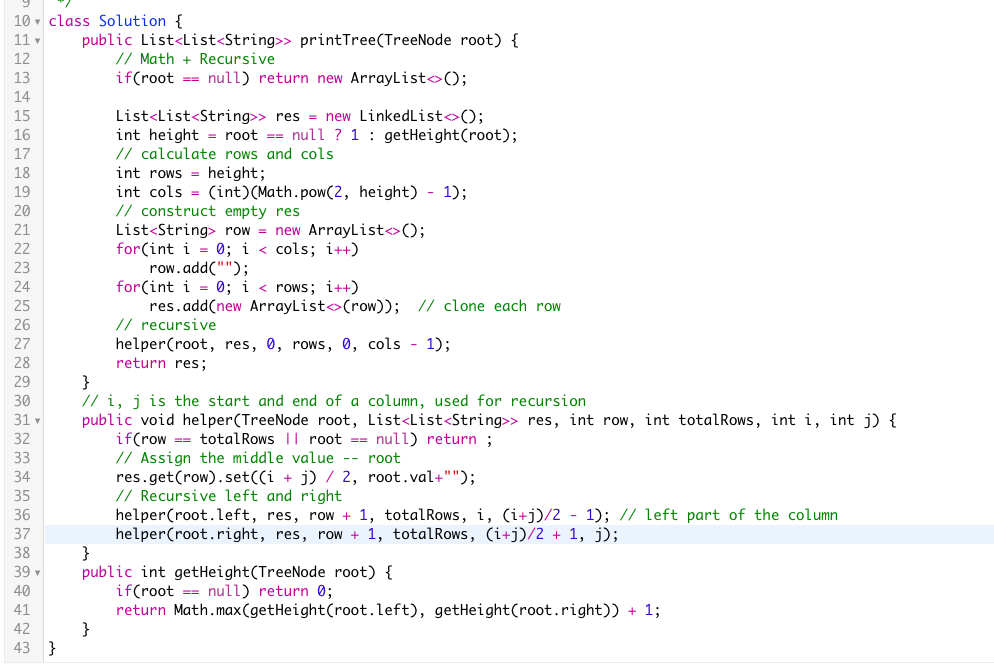 9  */
10 class Solution {
11     public List<List<String>> printTree(TreeNode root) {
12         // Math + Recursive
13         if(root == null) return new ArrayList<>();
14
15         List<List<String>> res = new LinkedList<>();
16         int height = root == null ? 1 : getHeight(root);
17         // calculate rows and cols
18         int rows = height;
19         int cols = (int)(Math.pow(2, height) - 1);
20         // construct empty res
21         List<String> row = new ArrayList<>();
22         for(int i = 0; i < cols; i++)
23             row.add("");
24         for(int i = 0; i < rows; i++)
25             res.add(new ArrayList<>(row));  // clone each row
26         // recursive
27         helper(root, res, 0, rows, 0, cols - 1);
28         return res;
29     }
30     // i, j is the start and end of a column, used for recursion
31     public void helper(TreeNode root, List<List<String>> res, int row, int totalRows, int i, int j) {
32         if(row == totalRows || root == null) return ;
33         // Assign the middle value -- root
34         res.get(row).set((i + j) / 2, root.val+"");
35         // Recursive left and right
36         helper(root.left, res, row + 1, totalRows, i, (i+j)/2 - 1); // left part of the column
37         helper(root.right, res, row + 1, totalRows, (i+j)/2 + 1, j);
38     }
39     public int getHeight(TreeNode root) {
40         if(root == null) return 0;
41         return Math.max(getHeight(root.left), getHeight(root.right)) + 1;
42     }
43 }